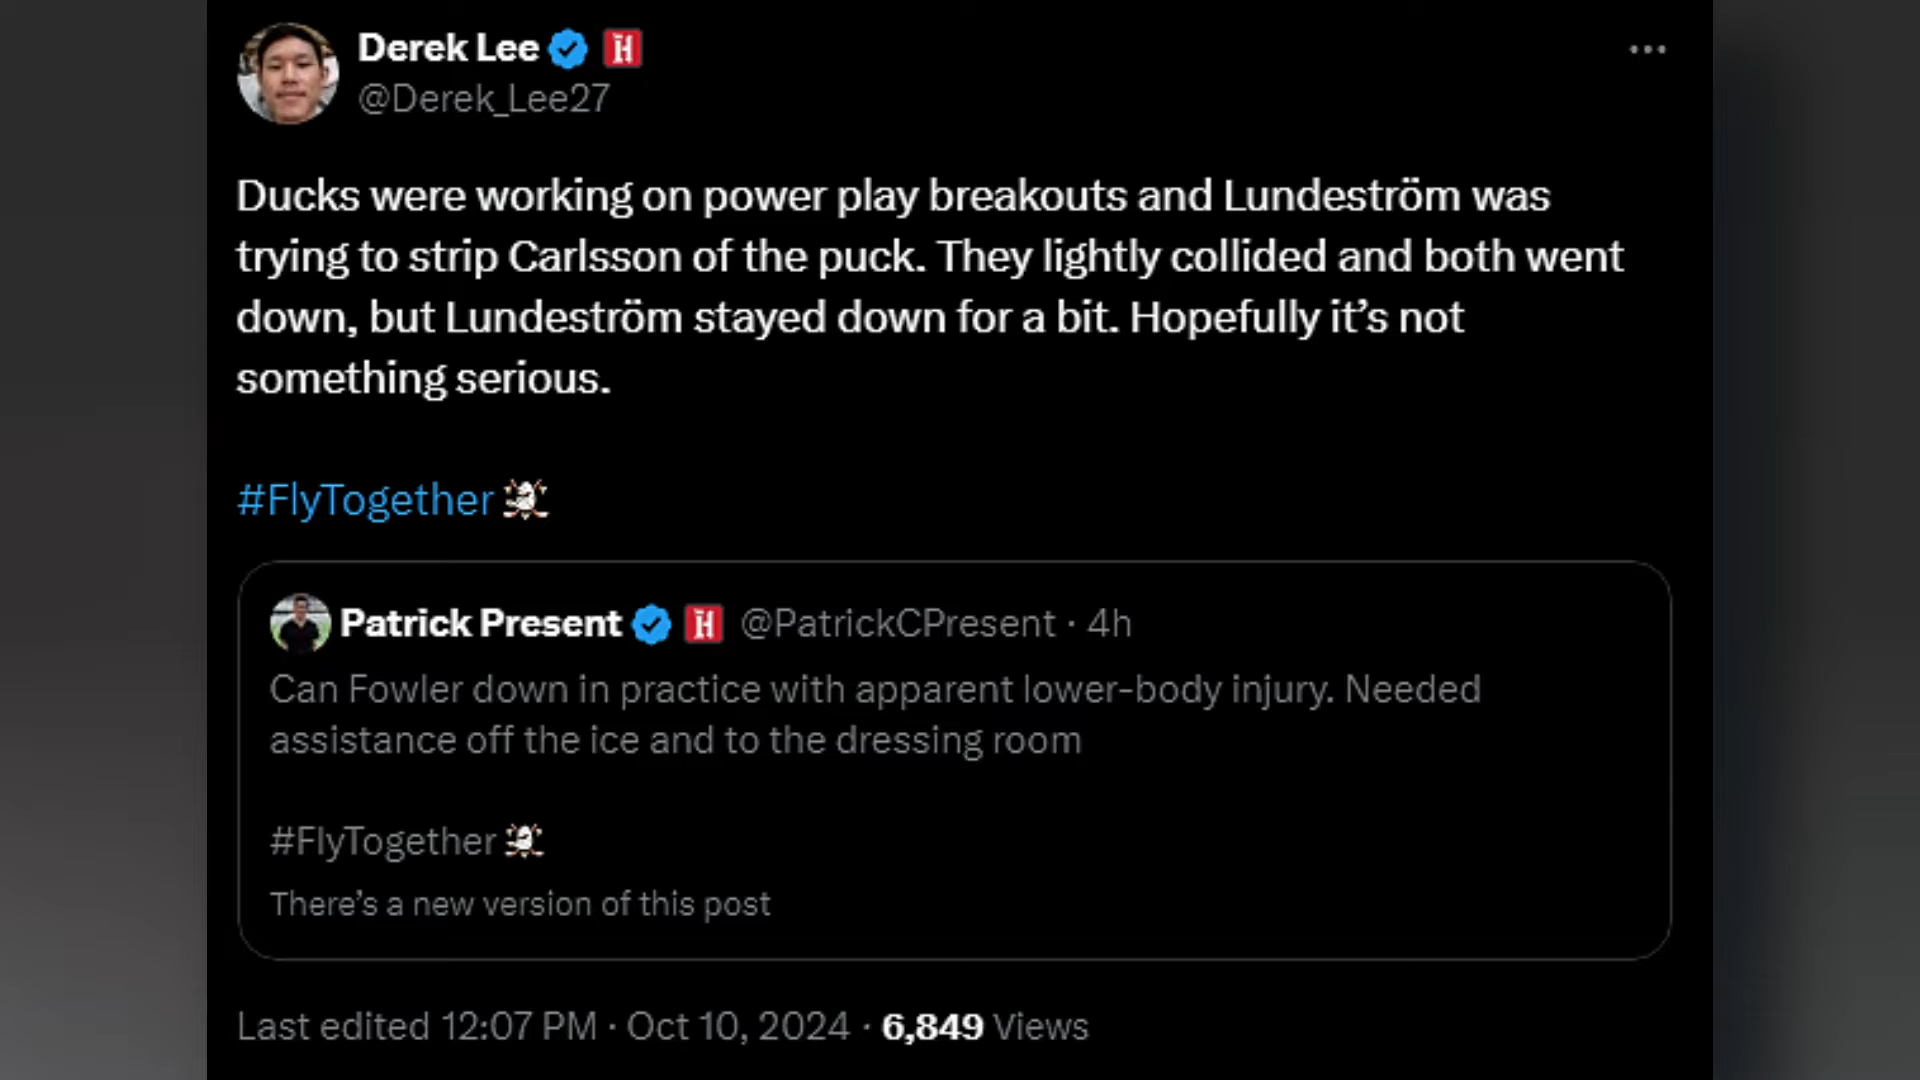 Derek Lee H
@Derek_Lee27
Ducks were working on power play breakouts and Lundeström was
trying to strip Carlsson of the puck. They lightly collided and both went
down, but Lundeström stayed down for a bit. Hopefully it’s not
something serious.
#FlyTogether
Patrick Present H @PatrickCPresent · 4h
Can Fowler down in practice with apparent lower-body injury. Needed
assistance off the ice and to the dressing room
#FlyTogether
There’s a new version of this post
Last edited 12:07 PM · Oct 10, 2024 · 6,849 Views